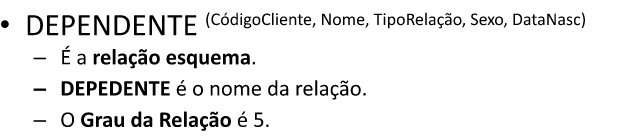 • DEPENDENTE (CódigoCliente, Nome, TipoRelação, Sexo, DataNasc)
– É a relação esquema.
– DEPEDENTE é o nome da relação.
– O Grau da Relação é 5.